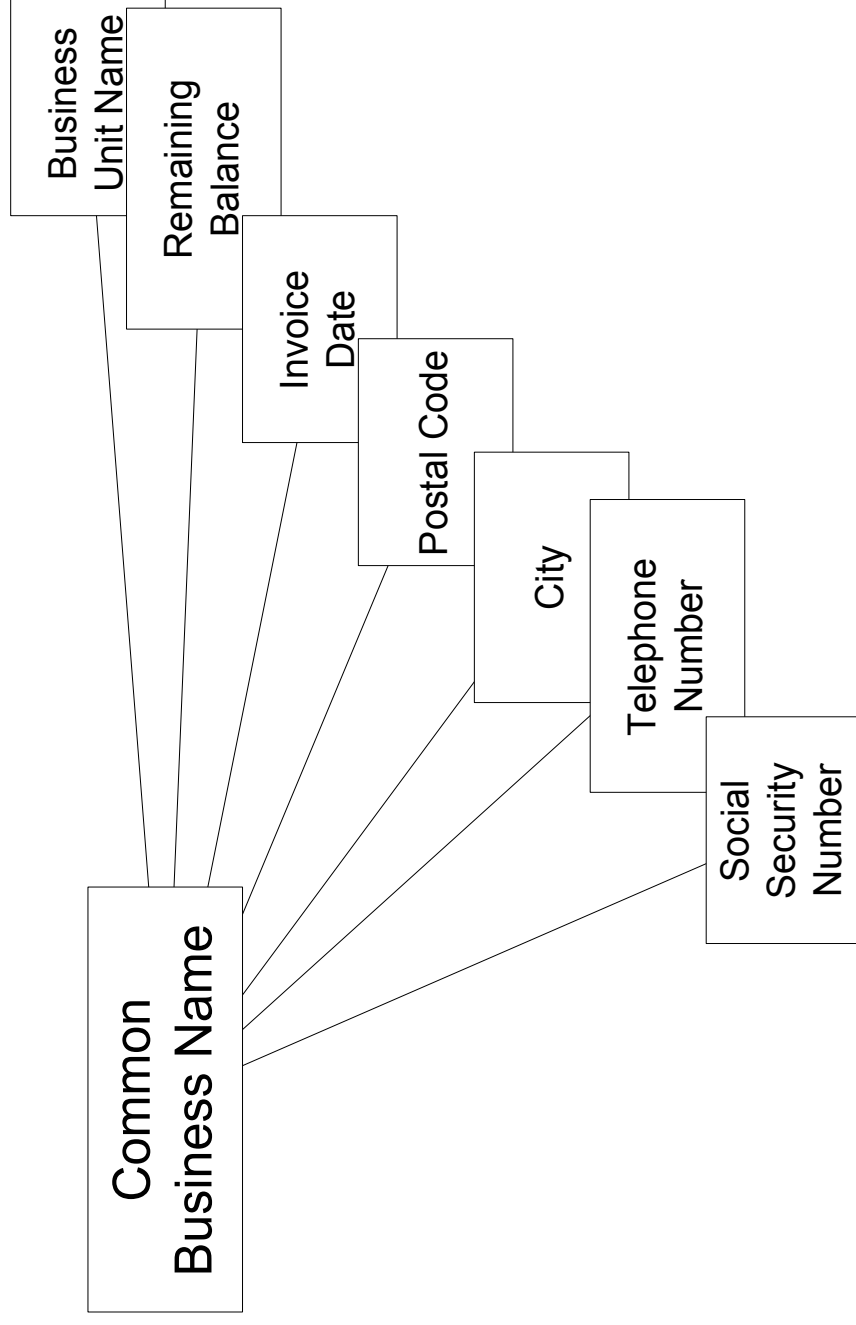 Common
Business Name
Business
Unit Name
Remaining
Balance
Invoice
Date
Postal Code
City
Telephone
Number
Social
Security
Number